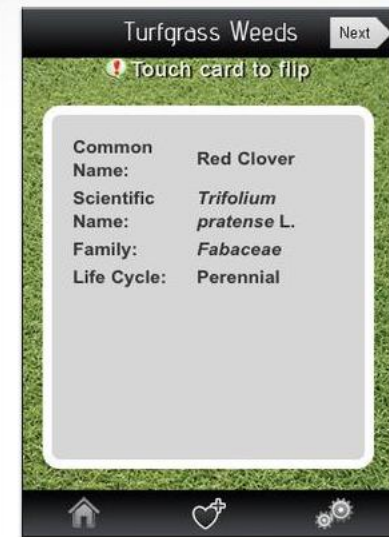 Turfgrass Weeds
Next
Touch card to flip
Common Name: Red Clover
Scientific Name: Trifolium pratense L.
Family: Fabaceae
Life Cycle: Perennial